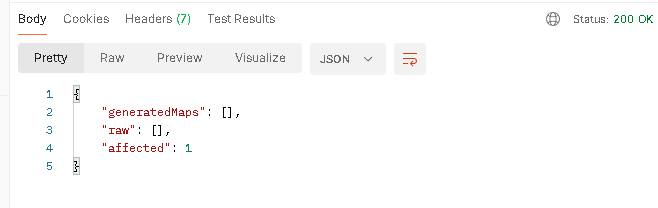 Body Cookies Headers (7) Test Results Status: 200 OK
Pretty Raw Preview Visualize JSON
1 {
2 "generatedMaps": [],
3 "raw": [],
4 "affected": 1
5 }